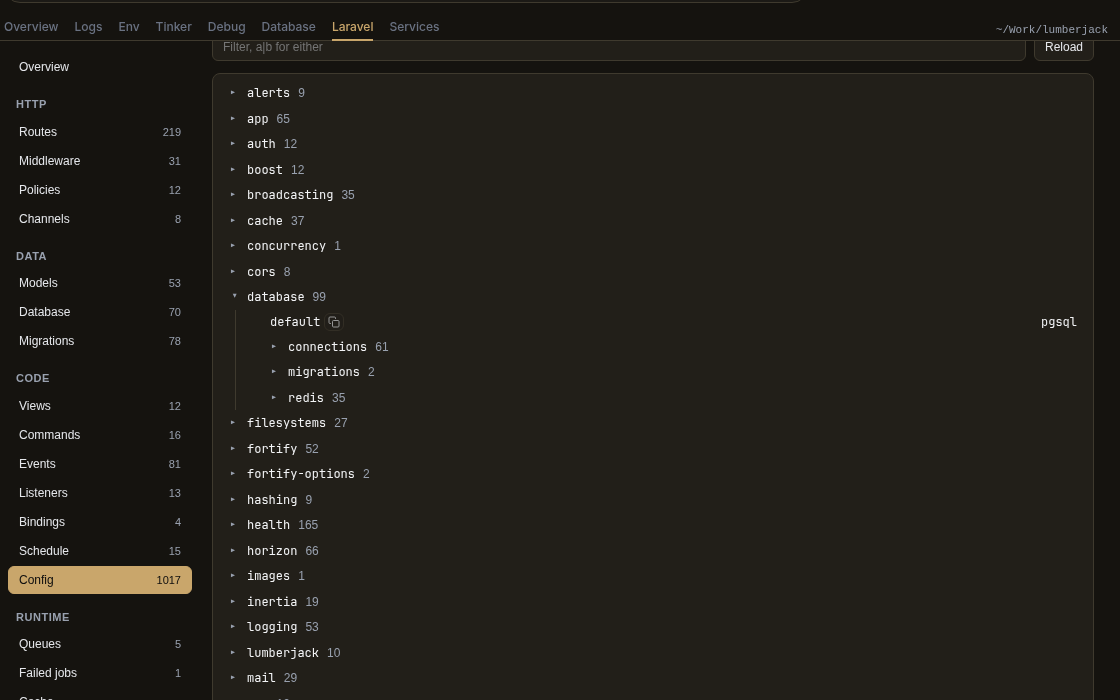 Overview Logs Env Tinker Debug Database Laravel Services ~/Work/lumberjack
Filter, a|b for either Reload
Overview
HTTP
Routes 219
Middleware 31
Policies 12
Channels 8
DATA
Models 53
Database 70
Migrations 78
CODE
Views 12
Commands 16
Events 81
Listeners 13
Bindings 4
Schedule 15
Config 1017
RUNTIME
Queues 5
Failed jobs 1
alerts 9
app 65
auth 12
boost 12
broadcasting 35
cache 37
concurrency 1
cors 8
database 99
default pgsql
connections 61
migrations 2
redis 35
filesystems 27
fortify 52
fortify-options 2
hashing 9
health 165
horizon 66
images 1
inertia 19
logging 53
lumberjack 10
mail 29